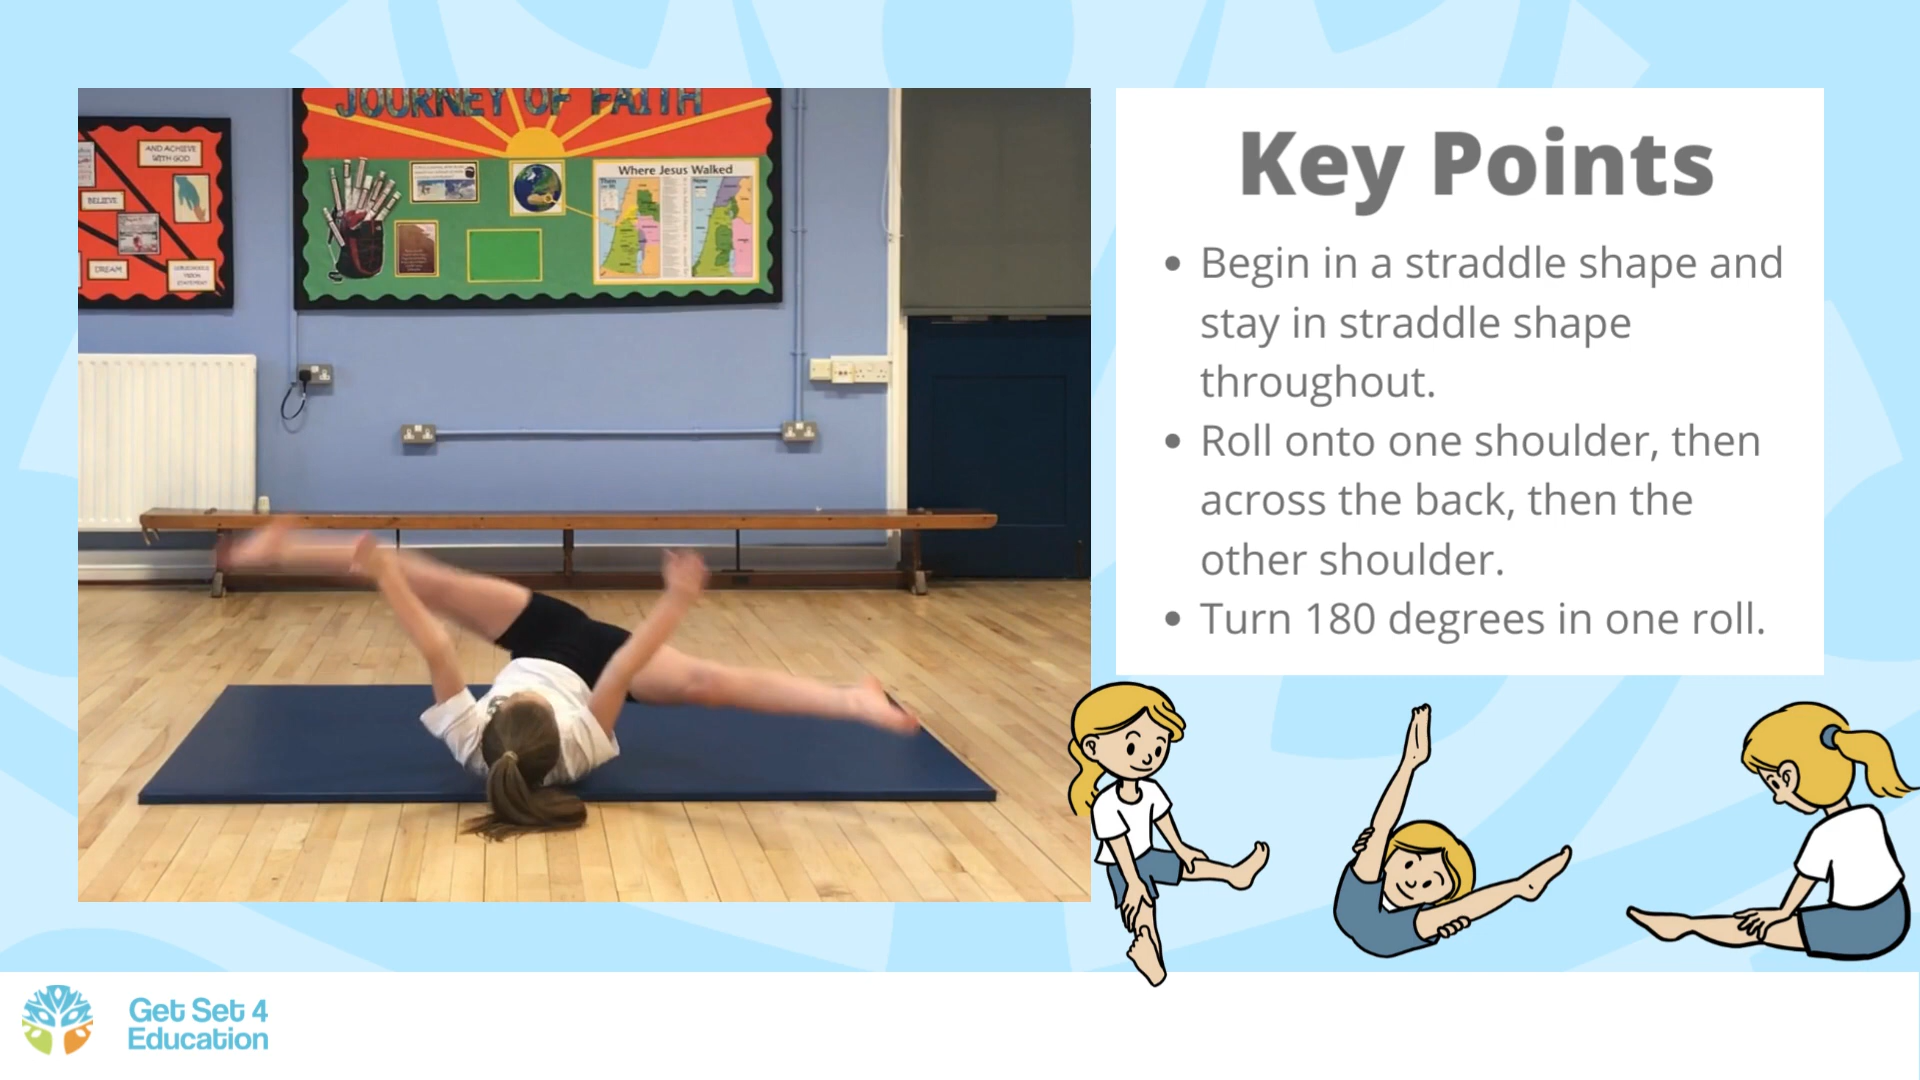 JOURNEY OF FAITH
AND ACHIEVE
WITH GOD
BELIEVE
DREAM
Where Jesus Walked
Then
Now
Key Points
Begin in a straddle shape and
stay in straddle shape
throughout.
Roll onto one shoulder, then
across the back, then the
other shoulder.
Turn 180 degrees in one roll.
Get Set 4
Education